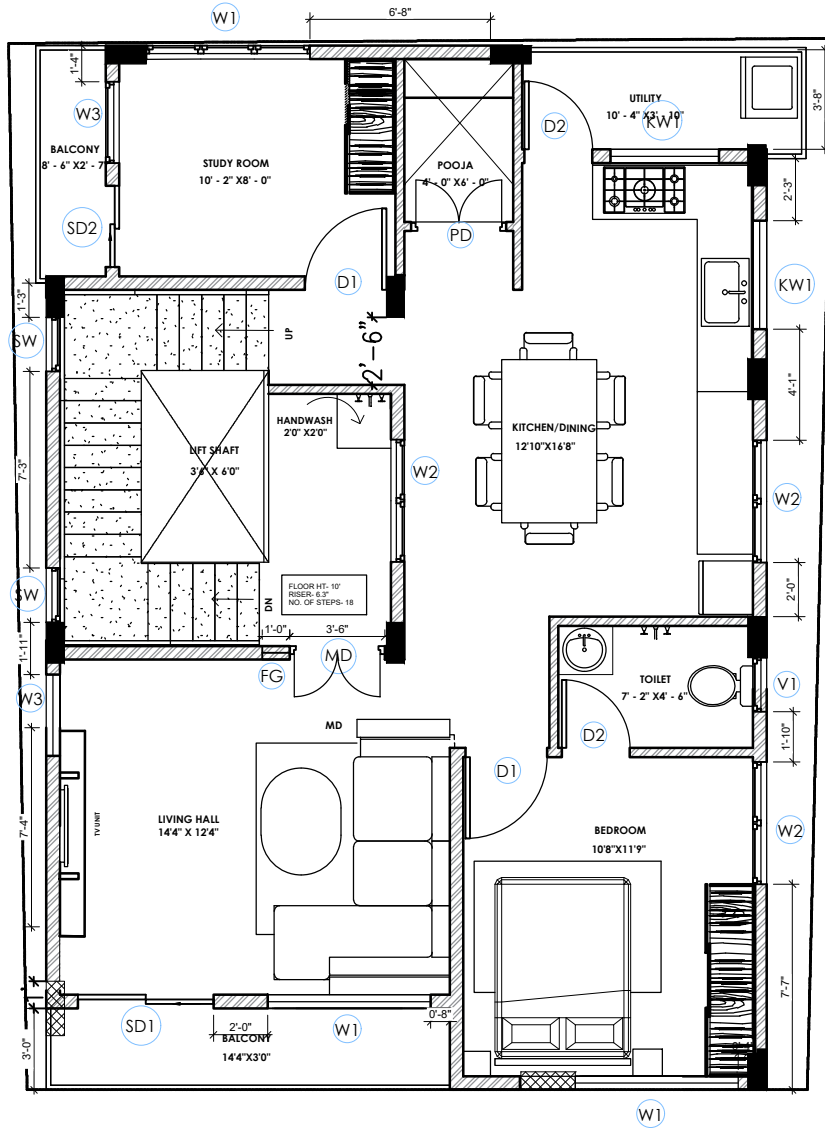 W1
6'-8"
1'-4"
W3
BALCONY
8' - 6" X2' - 7"
STUDY ROOM
10' - 2" X8' - 0"
SD2
D1
POOJA
4' - 0"X6' - 0"
PD
D2
UTILITY
10' - 4" X3' - 10"
KW1
3'-8"
2'-3"
KW1
4'-1"
1'-3"
SW
UP
2'-6"
HANDWASH
2'0" X2'0"
LIFT SHAFT
3'6" X 6'0"
W2
KITCHEN/DINING
12'10"X16'8"
W2
7'-3"
SW
DN
FLOOR HT- 10'
RISER- 6.3"
NO. OF STEPS- 18
2'-0"
1'-0"
3'-6"
1'-11"
FG
MD
W3
MD
TOILET
7' - 2" X4' - 6"
V1
D2
1'-10"
D1
W2
TV UNIT
LIVING HALL
14'4" X 12'4"
7'-4"
BEDROOM
10'8"X11'9"
7'-7"
SD1
2'-0"
W1
0'-8"
3'-0"
BALCONY
14'4"X3'0"
W1